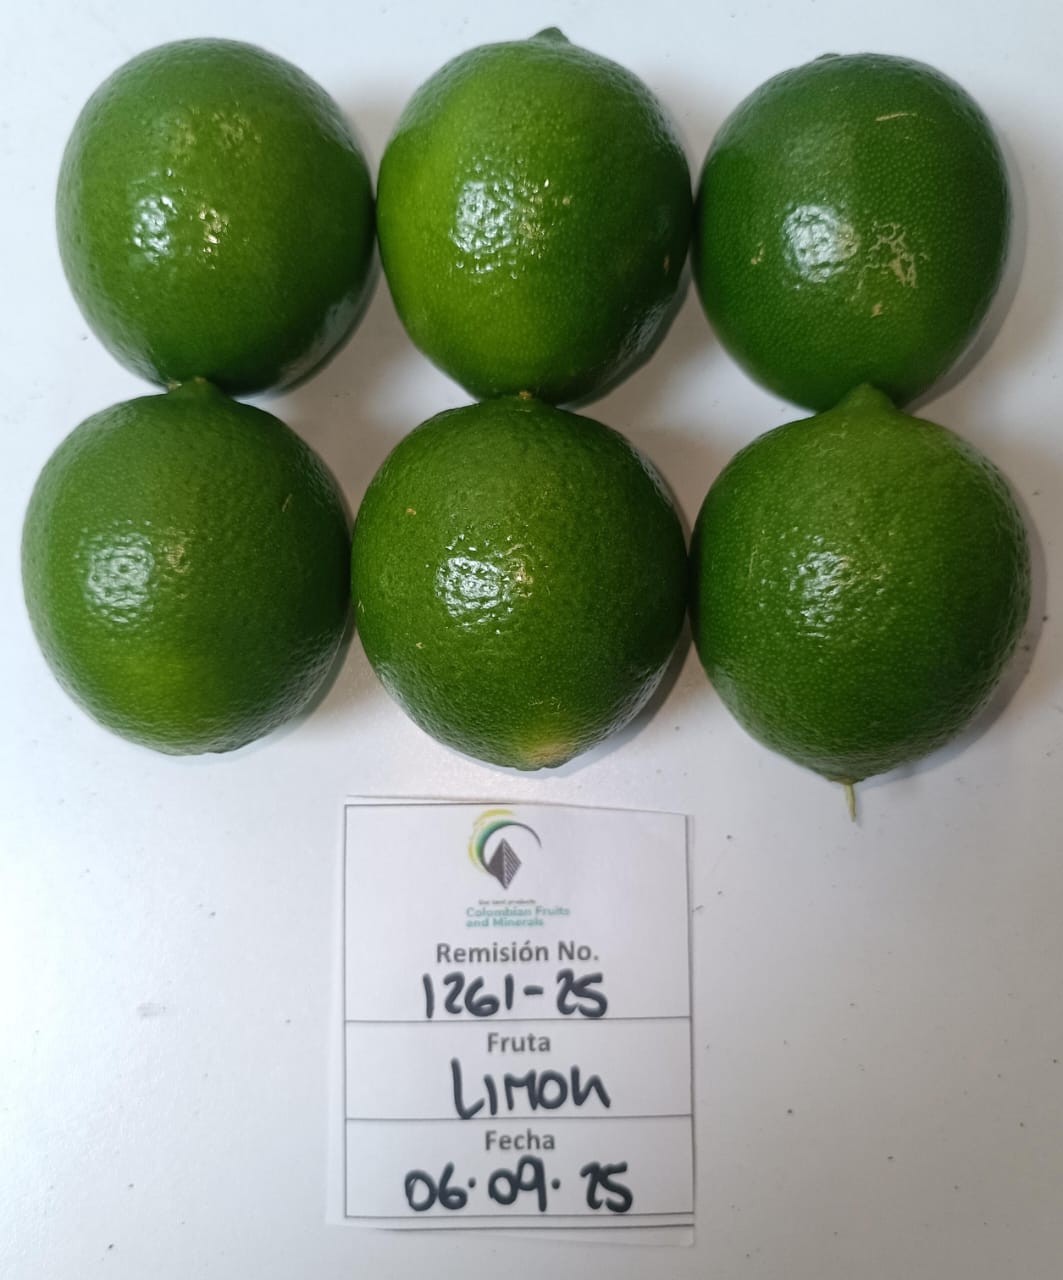 Our best products
Colombian Fruits
and Minerals
Remisión No.
1261-25
Fruta
LIMON
Fecha
06.09.25